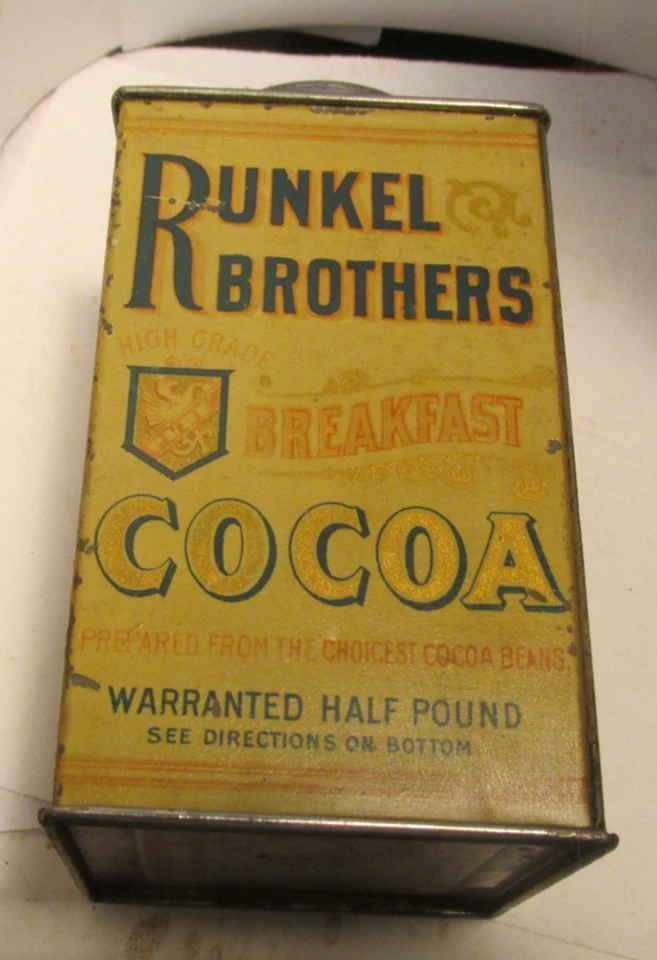 RUNKEL
BROTHERS
HIGH GRADE
BREAKFAST
COCOA
PREPARED FROM THE CHOICEST COCOA BEANS
WARRANTED HALF POUND
SEE DIRECTIONS ON BOTTOM